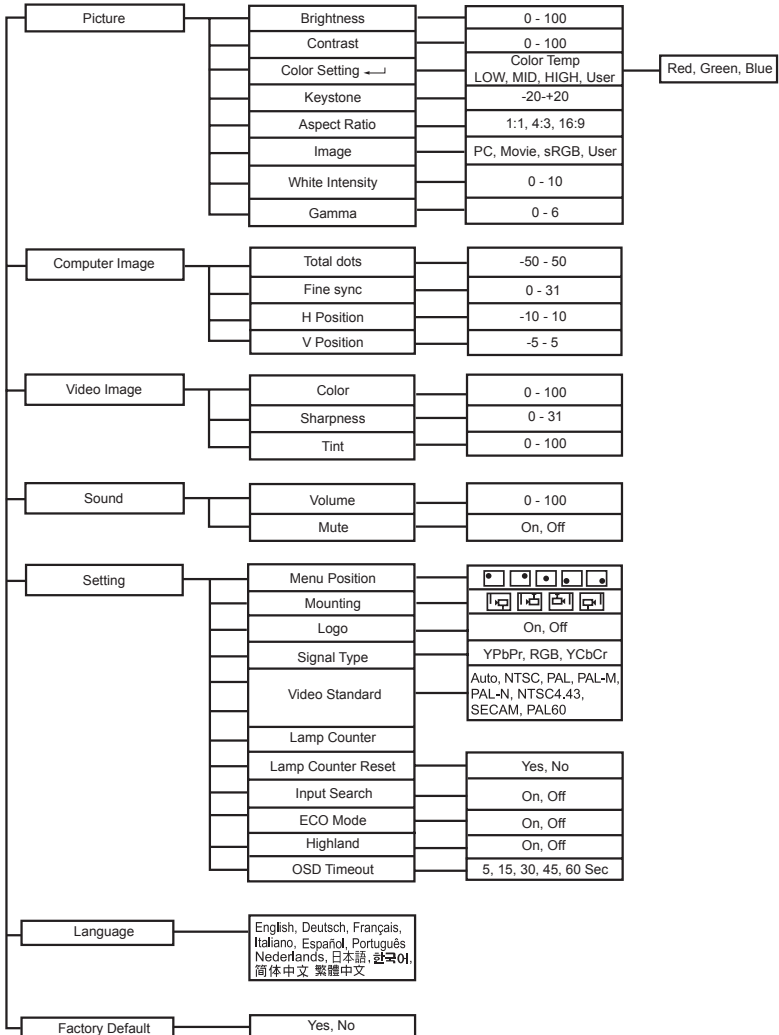 Picture
Brightness
0 - 100
Contrast
0 - 100
Color Setting
Color Temp
LOW, MID, HIGH, User
Red, Green, Blue
Keystone
-20-+20
Aspect Ratio
1:1, 4:3, 16:9
Image
PC, Movie, sRGB, User
White Intensity
0 - 10
Gamma
0 - 6
Computer Image
Total dots
-50 - 50
Fine sync
0 - 31
H Position
-10 - 10
V Position
-5 - 5
Video Image
Color
0 - 100
Sharpness
0 - 31
Tint
0 - 100
Sound
Volume
0 - 100
Mute
On, Off
Setting
Menu Position
Mounting
Logo
On, Off
Signal Type
YPbPr, RGB, YCbCr
Video Standard
Auto, NTSC, PAL, PAL-M,
PAL-N, NTSC4.43,
SECAM, PAL60
Lamp Counter
Lamp Counter Reset
Yes, No
Input Search
On, Off
ECO Mode
On, Off
Highland
On, Off
OSD Timeout
5, 15, 30, 45, 60 Sec
Language
English, Deutsch, Français,
Italiano, Español, Português
Nederlands, 日本語, 한국어,
简体中文 繁體中文
Factory Default
Yes, No